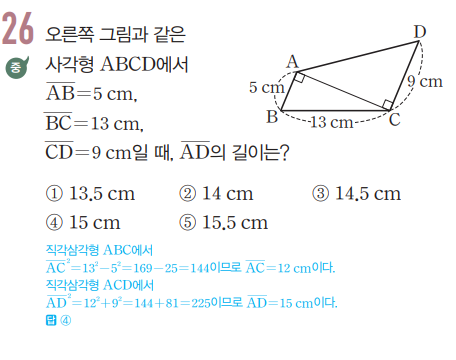 26 오른쪽 그림과 같은
중 사각형 ABCD에서
AB=5 cm,
BC=13 cm,
CD=9 cm일 때, AD의 길이는?
A
B
C
D
5 cm
13 cm
9 cm
① 13.5 cm ② 14 cm ③ 14.5 cm
④ 15 cm ⑤ 15.5 cm
직각삼각형 ABC에서
AC²=13²-5²=169-25=144이므로 AC=12 cm이다.
직각삼각형 ACD에서
AD²=12²+9²=144+81=225이므로 AD=15 cm이다.
답 ④